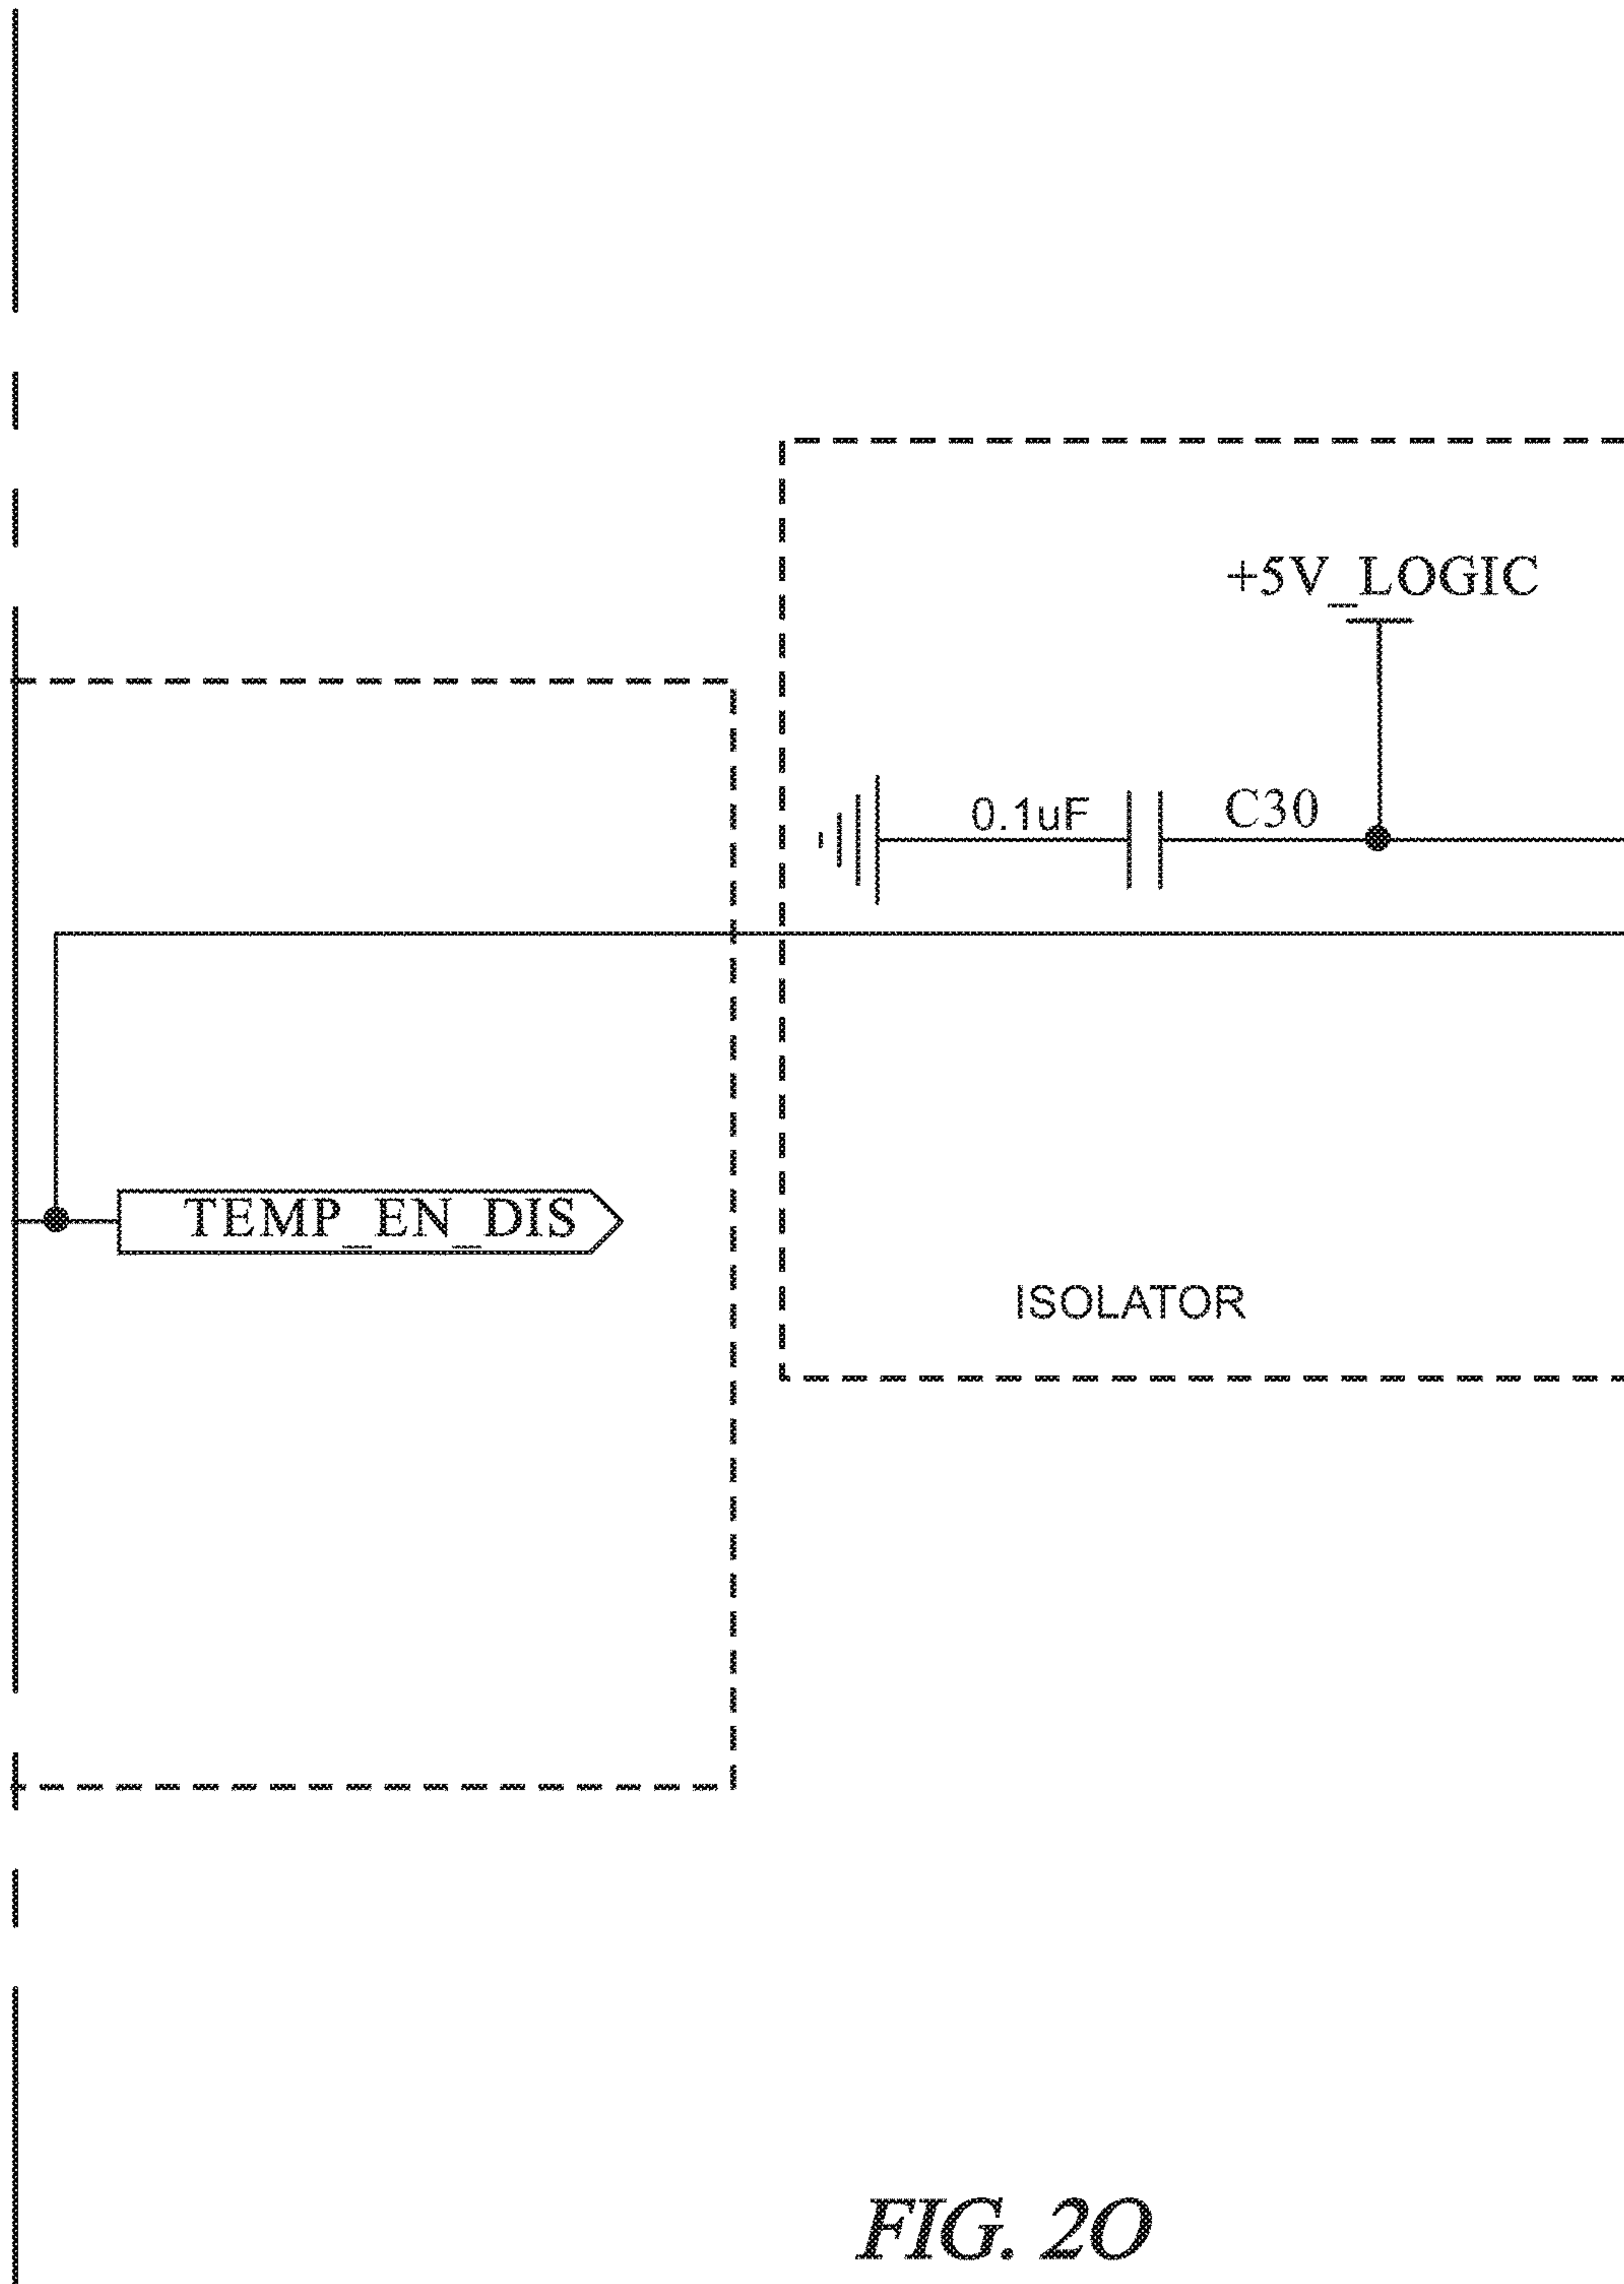 +5V_LOGIC
0.1uF C30
TEMP_EN_DIS
ISOLATOR
FIG. 2O